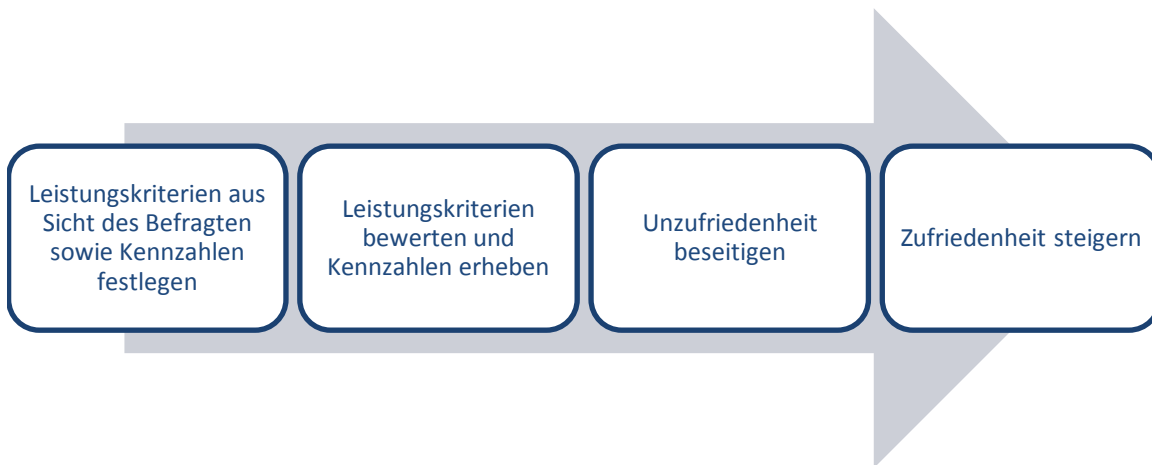 Leistungskriterien aus
Sicht des Befragten
sowie Kennzahlen
festlegen
Leistungskriterien
bewerten und
Kennzahlen erheben
Unzufriedenheit
beseitigen
Zufriedenheit steigern